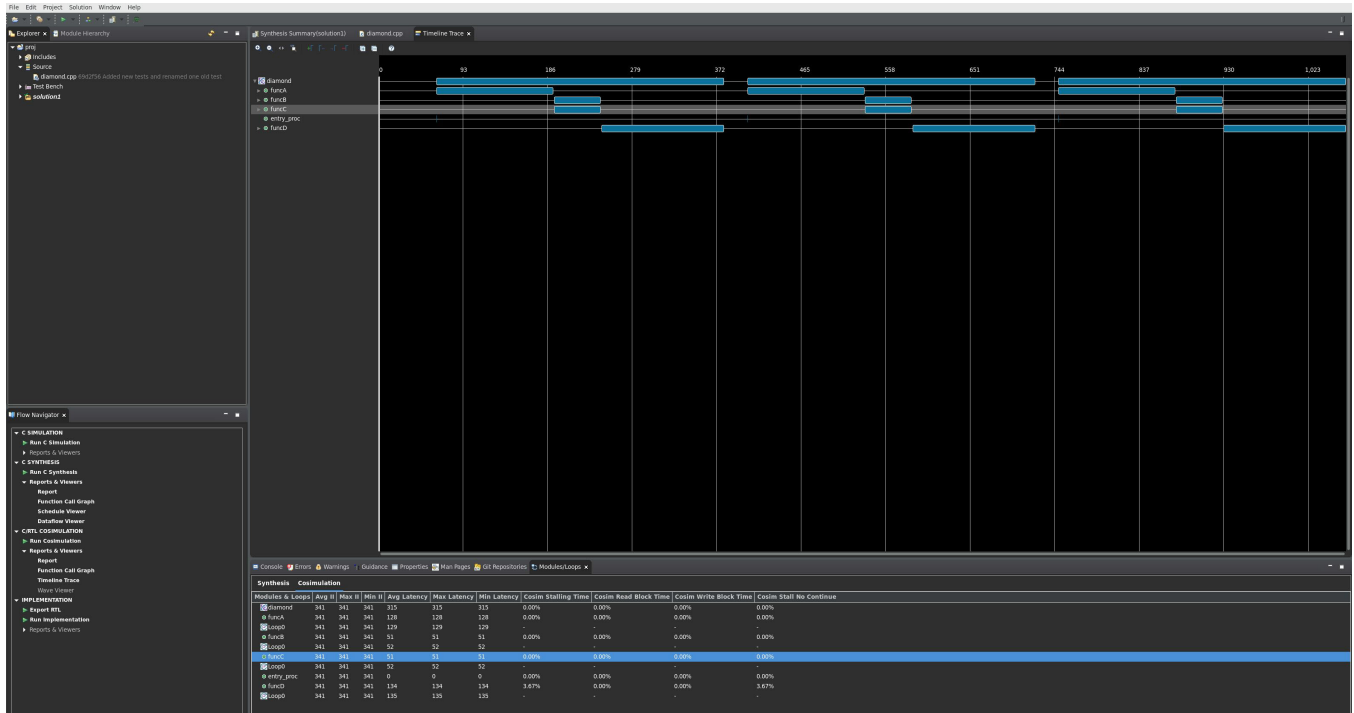 File Edit Project Solution Window Help
Explorer Module Hierarchy
proj
Includes
Source
diamond.cpp 69d2f56 Added new tests and renamed one old test
Test Bench
solution1
Synthesis Summary(solution1) diamond.cpp Timeline Trace
0 93 186 279 372 465 558 651 744 837 930 1,023
diamond
funcA
funcB
funcC
entry_proc
funcD
Flow Navigator
C SIMULATION
Run C Simulation
Reports & Viewers
C SYNTHESIS
Run C Synthesis
Reports & Viewers
Report
Function Call Graph
Schedule Viewer
Dataflow Viewer
C/RTL COSIMULATION
Run Cosimulation
Reports & Viewers
Report
Function Call Graph
Timeline Trace
Wave Viewer
IMPLEMENTATION
Export RTL
Run Implementation
Reports & Viewers
Console Errors Warnings Guidance Properties Man Pages Git Repositories Modules/Loops
Synthesis Cosimulation
Modules & Loops Avg II Max II Min II Avg Latency Max Latency Min Latency Cosim Stalling Time Cosim Read Block Time Cosim Write Block Time Cosim Stall No Continue
diamond 341 341 341 315 315 315 0.00% 0.00% 0.00% 0.00%
funcA 341 341 341 128 128 128 0.00% 0.00% 0.00% 0.00%
Loop0 341 341 341 129 129 129 - - - -
funcB 341 341 341 51 51 51 0.00% 0.00% 0.00% 0.00%
Loop0 341 341 341 52 52 52 - - - -
funcC 341 341 341 51 51 51 0.00% 0.00% 0.00% 0.00%
Loop0 341 341 341 52 52 52 - - - -
entry_proc 341 341 341 0 0 0 0.00% 0.00% 0.00% 0.00%
funcD 341 341 341 134 134 134 3.67% 0.00% 0.00% 3.67%
Loop0 341 341 341 135 135 135 - - - -